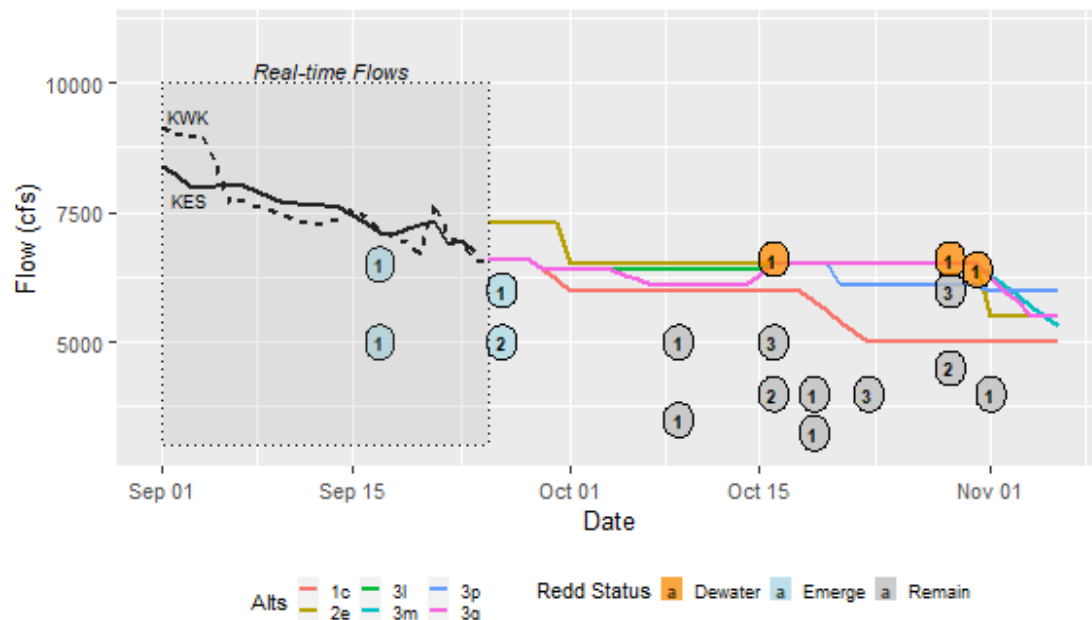 Real-time Flows
10000
KWK
7500
KES
5000
Flow (cfs)
1
1
1
2
1
1
1
3
2
1
1
3
1
1
3
2
1
Sep 01
Sep 15
Oct 01
Oct 15
Nov 01
Date
Alts
1c
3l
3p
2e
3m
3q
Redd Status
a Dewater
a Emerge
a Remain